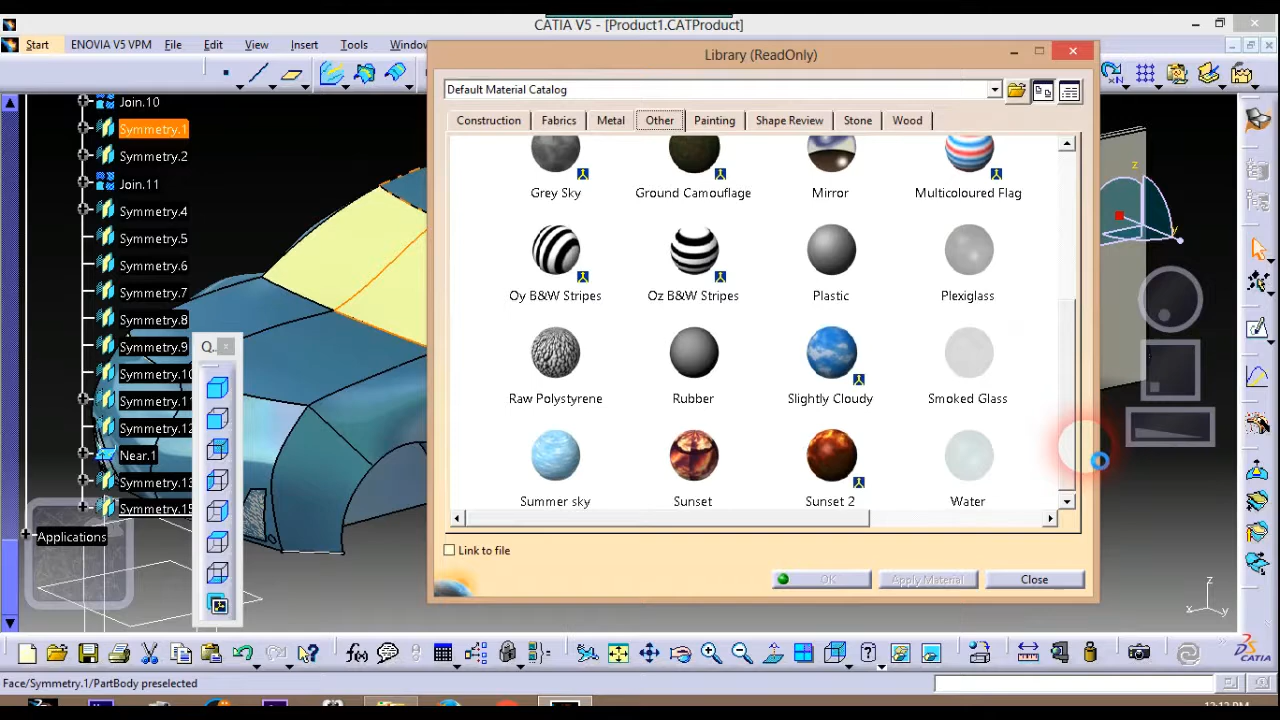 CATIA V5 - [Product1.CATProduct]
Start ENOVIA V5 VPM File Edit View Insert Tools Window
Library (ReadOnly)
Default Material Catalog
Construction Fabrics Metal Other Painting Shape Review Stone Wood
Grey Sky Ground Camouflage Mirror Multicoloured Flag
Oy B&W Stripes Oz B&W Stripes Plastic Plexiglass
Raw Polystyrene Rubber Slightly Cloudy Smoked Glass
Summer sky Sunset Sunset 2 Water
Link to file
OK Apply Material Close
Join.10
Symmetry.1
Symmetry.2
Join.11
Symmetry.4
Symmetry.5
Symmetry.6
Symmetry.7
Symmetry.8
Symmetry.9
Symmetry.10
Symmetry.11
Symmetry.12
Near.1
Symmetry.13
Symmetry.15
Applications
Q...
z
y
z
x y
f(x)
CATIA
Face/Symmetry.1/PartBody preselected